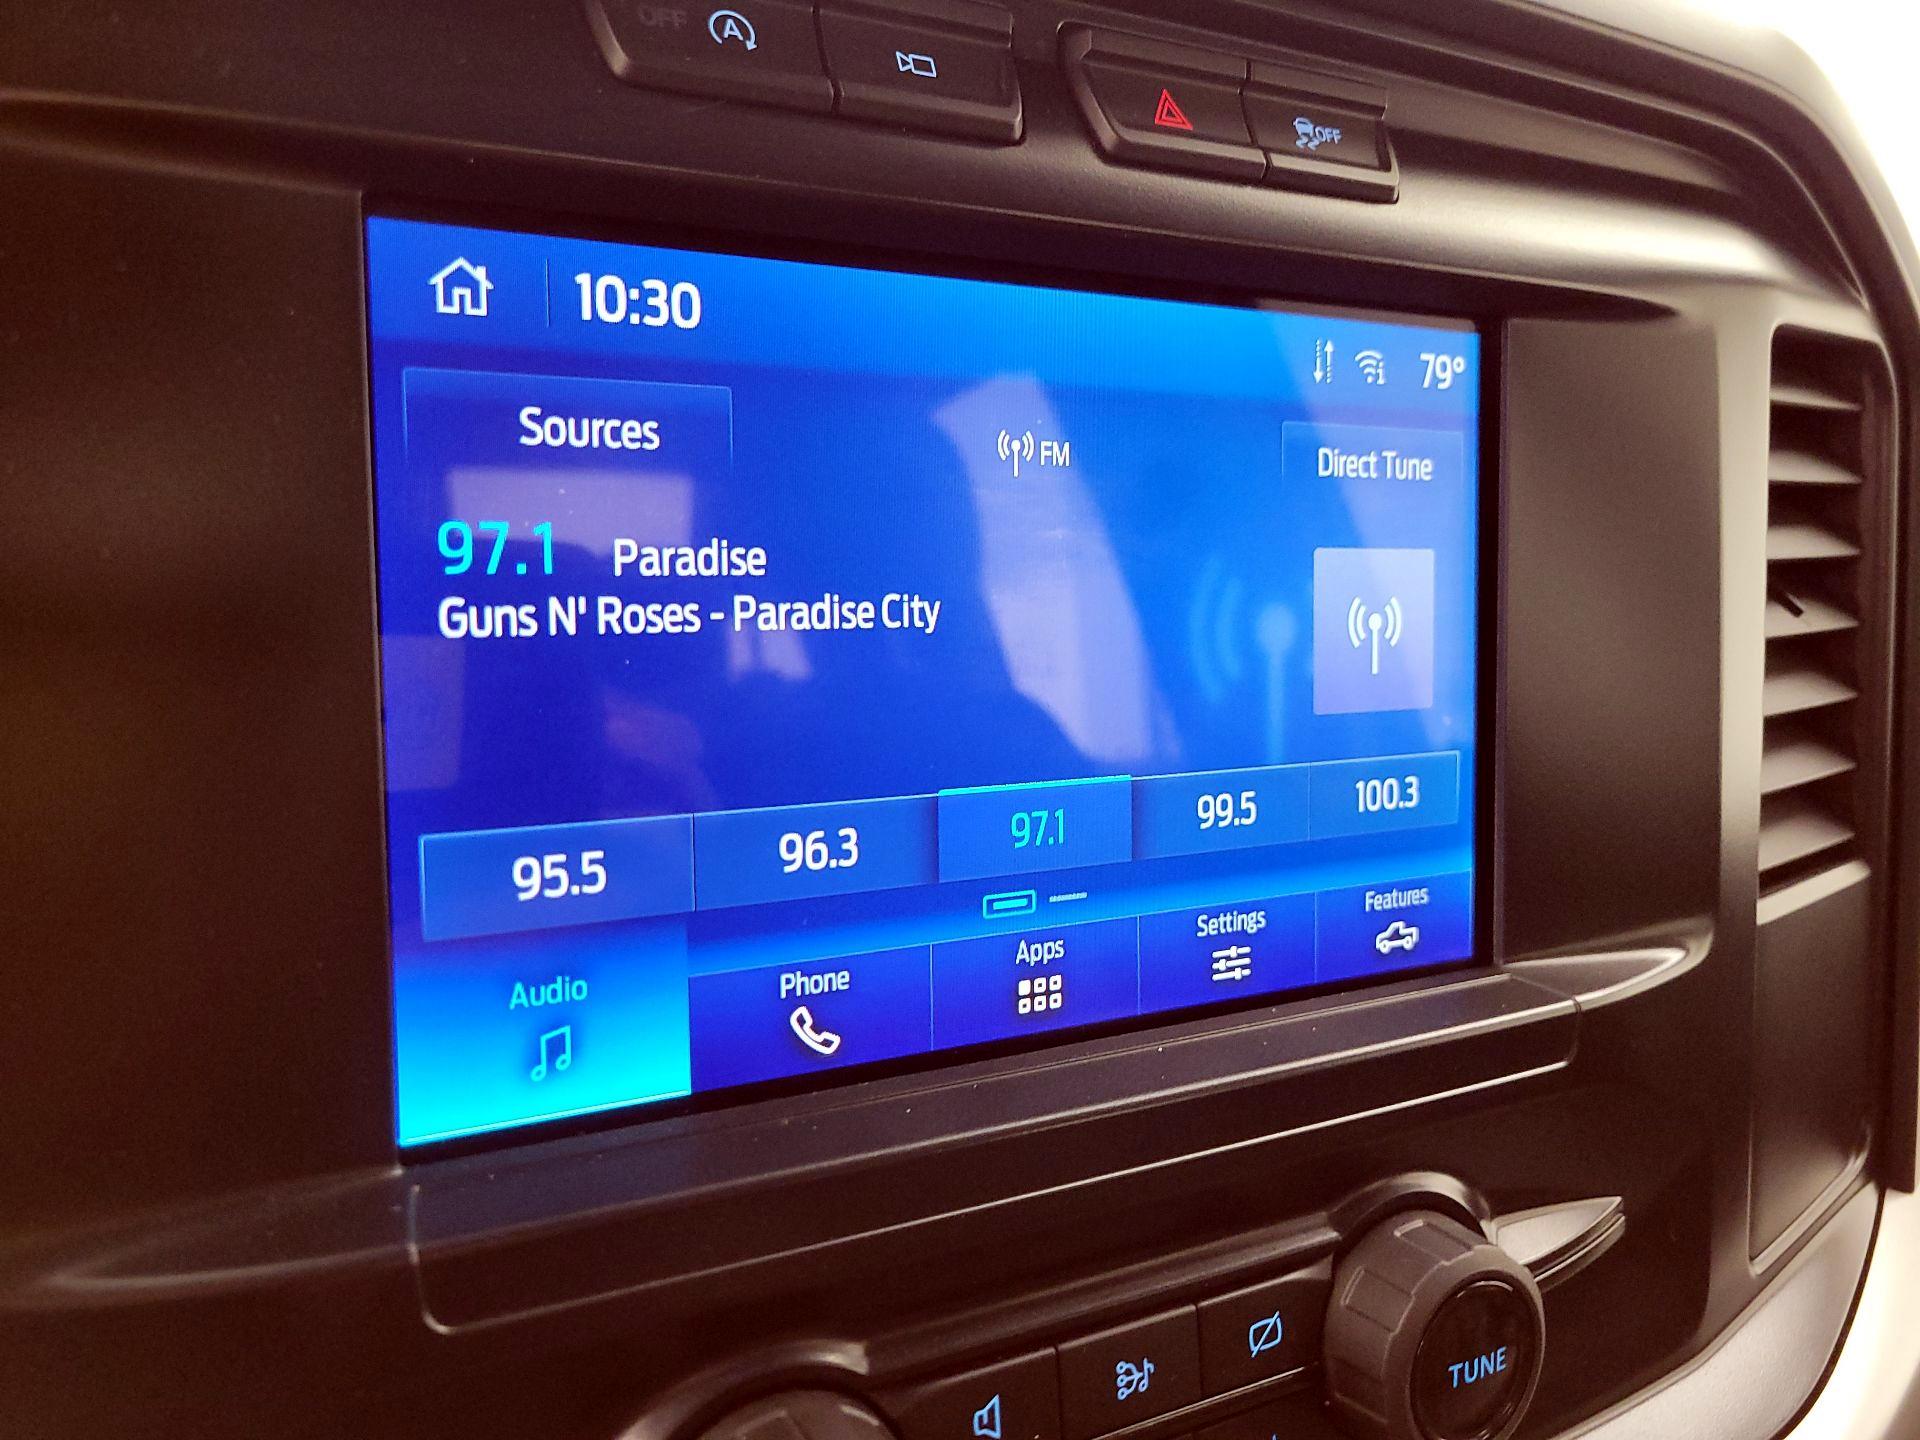 OFF A
OFF
10:30
79°
Sources
FM
Direct Tune
97.1 Paradise
Guns N' Roses - Paradise City
95.5 96.3 97.1 99.5 100.3
Audio Phone Apps Settings Features
TUNE